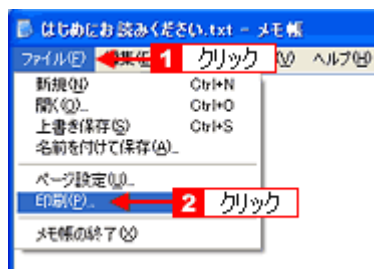 はじめにお読みください.txt - メモ帳
ファイル(F) 1 クリック (V) ヘルプ(H)
新規(N) Ctrl+N
開く(O)... Ctrl+O
上書き保存(S) Ctrl+S
名前を付けて保存(A)...
ページ設定(U)...
印刷(P)... 2 クリック
メモ帳の終了(X)